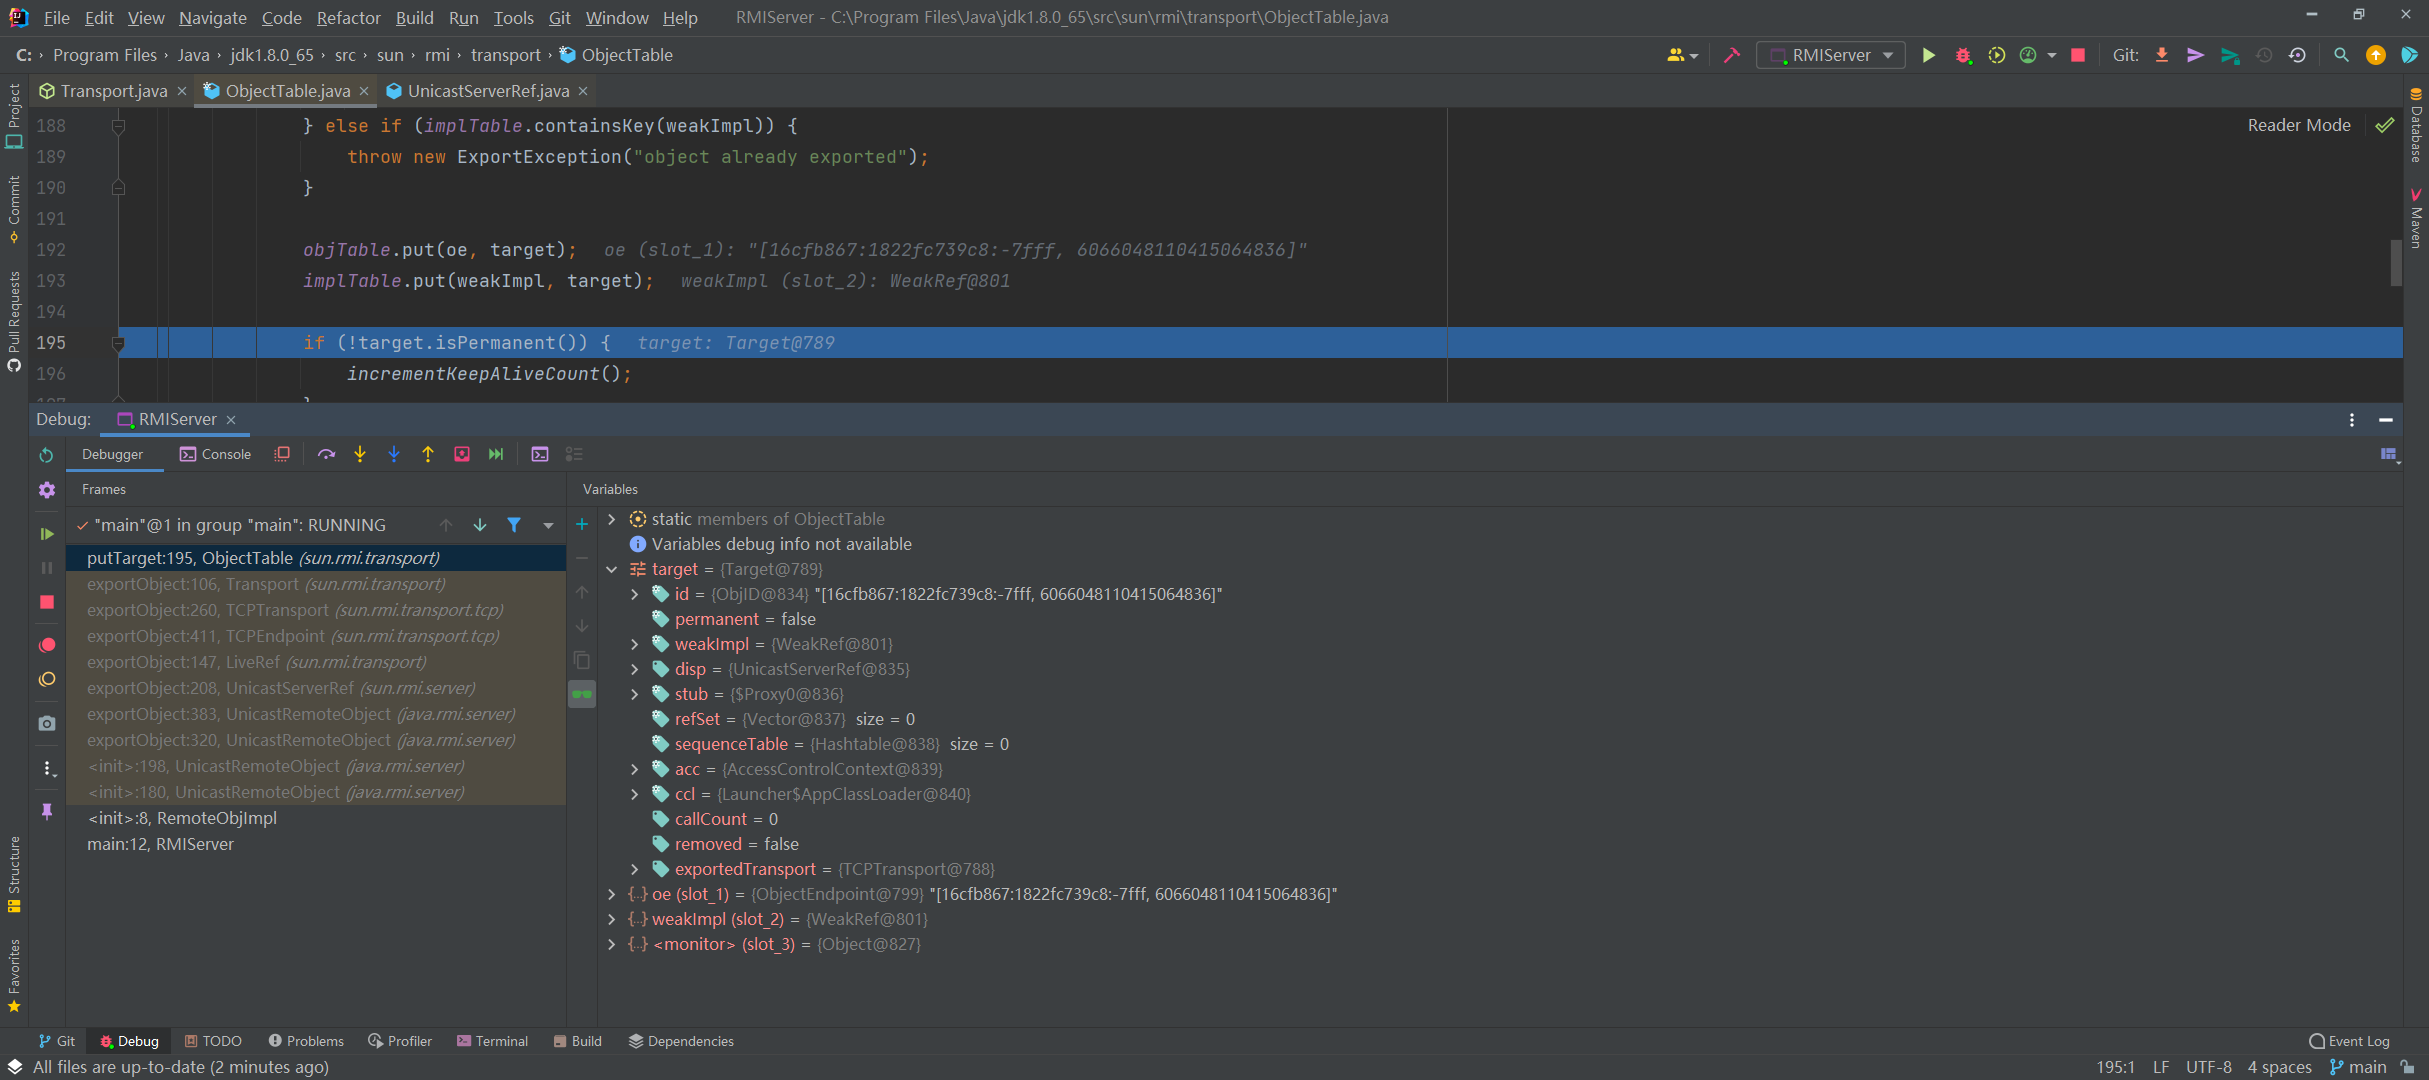 File Edit View Navigate Code Refactor Build Run Tools Git Window Help RMIServer - C:\Program Files\Java\jdk1.8.0_65\src\sun\rmi\transport\ObjectTable.java
C: › Program Files › Java › jdk1.8.0_65 › src › sun › rmi › transport › ObjectTable RMIServer Git:
Transport.java ObjectTable.java UnicastServerRef.java
188 } else if (implTable.containsKey(weakImpl)) {
Reader Mode
189 throw new ExportException("object already exported");
190 }
191
192 objTable.put(oe, target); oe (slot_1): "[16cfb867:1822fc739c8:-7fff, 6066048110415064836]"
193 implTable.put(weakImpl, target); weakImpl (slot_2): WeakRef@801
194
195 if (!target.isPermanent()) { target: Target@789
196 incrementKeepAliveCount();
Project
Commit
Pull Requests
Structure
Favorites
Database
Maven
Debug: RMIServer
Debugger Console
Frames
"main"@1 in group "main": RUNNING
putTarget:195, ObjectTable (sun.rmi.transport)
exportObject:106, Transport (sun.rmi.transport)
exportObject:260, TCPTransport (sun.rmi.transport.tcp)
exportObject:411, TCPEndpoint (sun.rmi.transport.tcp)
exportObject:147, LiveRef (sun.rmi.transport)
exportObject:208, UnicastServerRef (sun.rmi.server)
exportObject:383, UnicastRemoteObject (java.rmi.server)
exportObject:320, UnicastRemoteObject (java.rmi.server)
<init>:198, UnicastRemoteObject (java.rmi.server)
<init>:180, UnicastRemoteObject (java.rmi.server)
<init>:8, RemoteObjImpl
main:12, RMIServer
Variables
static members of ObjectTable
Variables debug info not available
target = {Target@789}
id = {ObjID@834} "[16cfb867:1822fc739c8:-7fff, 6066048110415064836]"
permanent = false
weakImpl = {WeakRef@801}
disp = {UnicastServerRef@835}
stub = {$Proxy0@836}
refSet = {Vector@837} size = 0
sequenceTable = {Hashtable@838} size = 0
acc = {AccessControlContext@839}
ccl = {Launcher$AppClassLoader@840}
callCount = 0
removed = false
exportedTransport = {TCPTransport@788}
oe (slot_1) = {ObjectEndpoint@799} "[16cfb867:1822fc739c8:-7fff, 6066048110415064836]"
weakImpl (slot_2) = {WeakRef@801}
<monitor> (slot_3) = {Object@827}
Git Debug TODO Problems Profiler Terminal Build Dependencies Event Log
All files are up-to-date (2 minutes ago) 195:1 LF UTF-8 4 spaces main